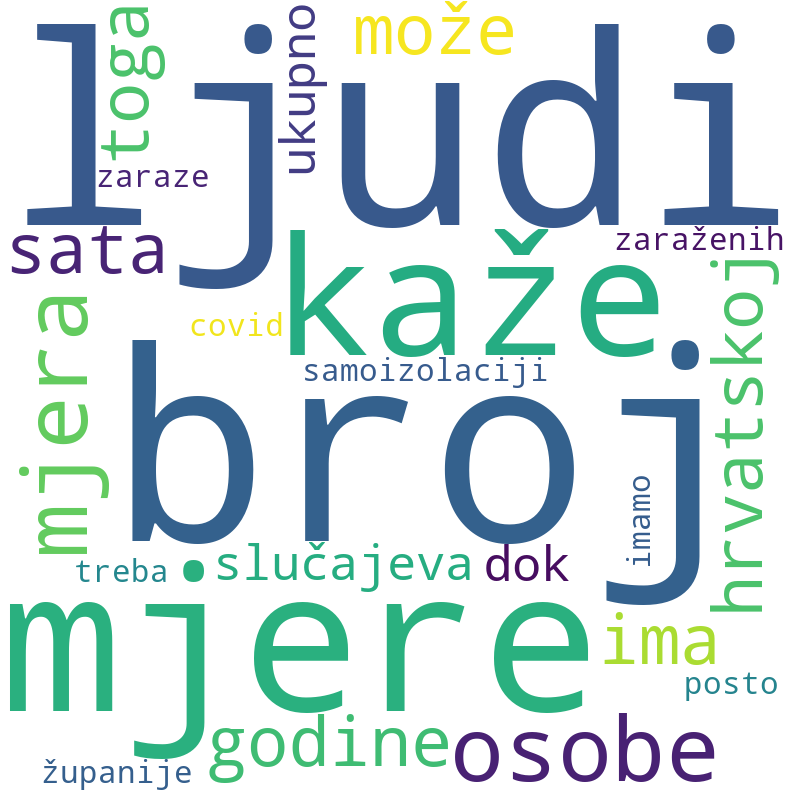 ljudi
toga
ukupno
može
zaraze
sata
kaže
zaraženih
mjera
covid
samoizolaciji
hrvatskoj
broj
imamo
treba
slučajeva
dok
mjere
ima
posto
godine
osobe
županije